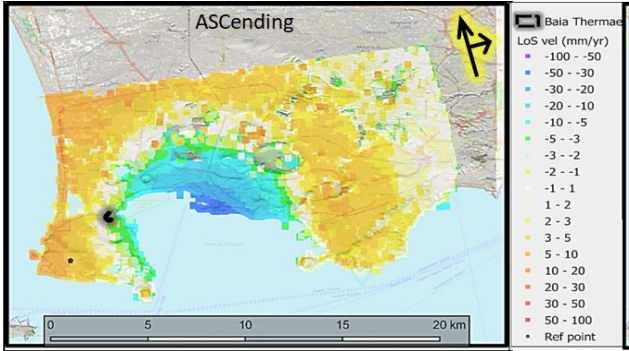 ASCending
Baia Thermae
LoS vel (mm/yr)
-100 - -50
-50 - -30
-30 - -20
-20 - -10
-10 - -5
-5 - -3
-3 - -2
-2 - -1
-1 - 1
1 - 2
2 - 3
3 - 5
5 - 10
10 - 20
20 - 30
30 - 50
50 - 100
Ref point
0 5 10 15 20 km